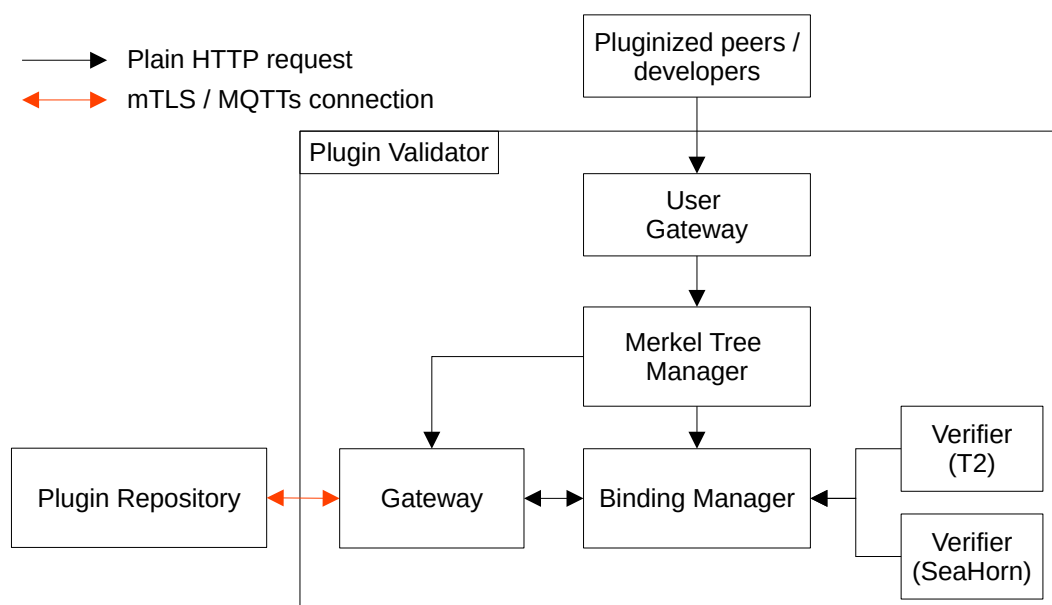 Plain HTTP request
mTLS / MQTTs connection
Pluginized peers /
developers
Plugin Validator
User
Gateway
Merkel Tree
Manager
Verifier
(T2)
Plugin Repository
Gateway
Binding Manager
Verifier
(SeaHorn)